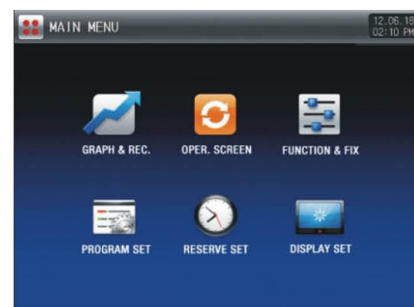 MAIN MENU
12.06.18
02:10 PM
GRAPH & REC.
OPER. SCREEN
FUNCTION & FIX
PROGRAM SET
RESERVE SET
DISPLAY SET